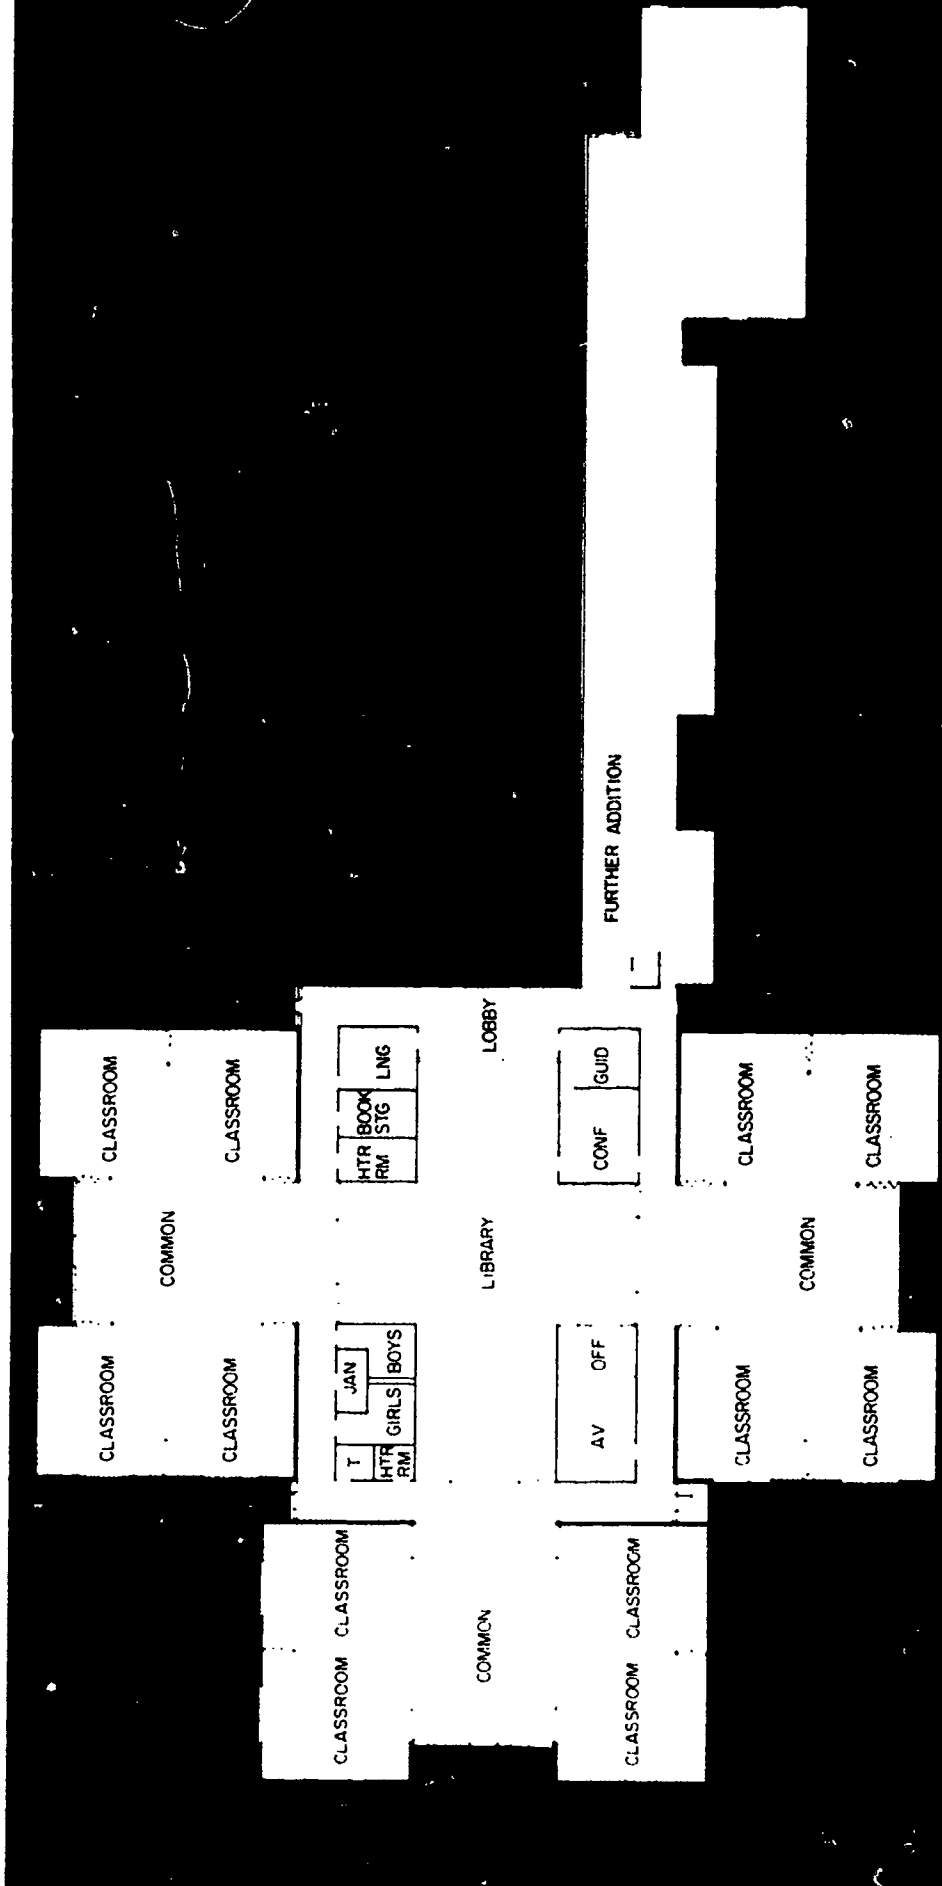 CLASSROOM
CLASSROOM
COMMON
CLASSROOM
CLASSROOM
CLASSROOM
CLASSROOM
T
JAN
HTR
RM
BOOK
STG
LNG
HTR
RM
GIRLS
BOYS
COMMON
LIBRARY
LOBBY
AV
OFF
CONF
GUID
FURTHER ADDITION
CLASSROOM
CLASSROOM
CLASSROOM
CLASSROOM
COMMON
CLASSROOM
CLASSROOM